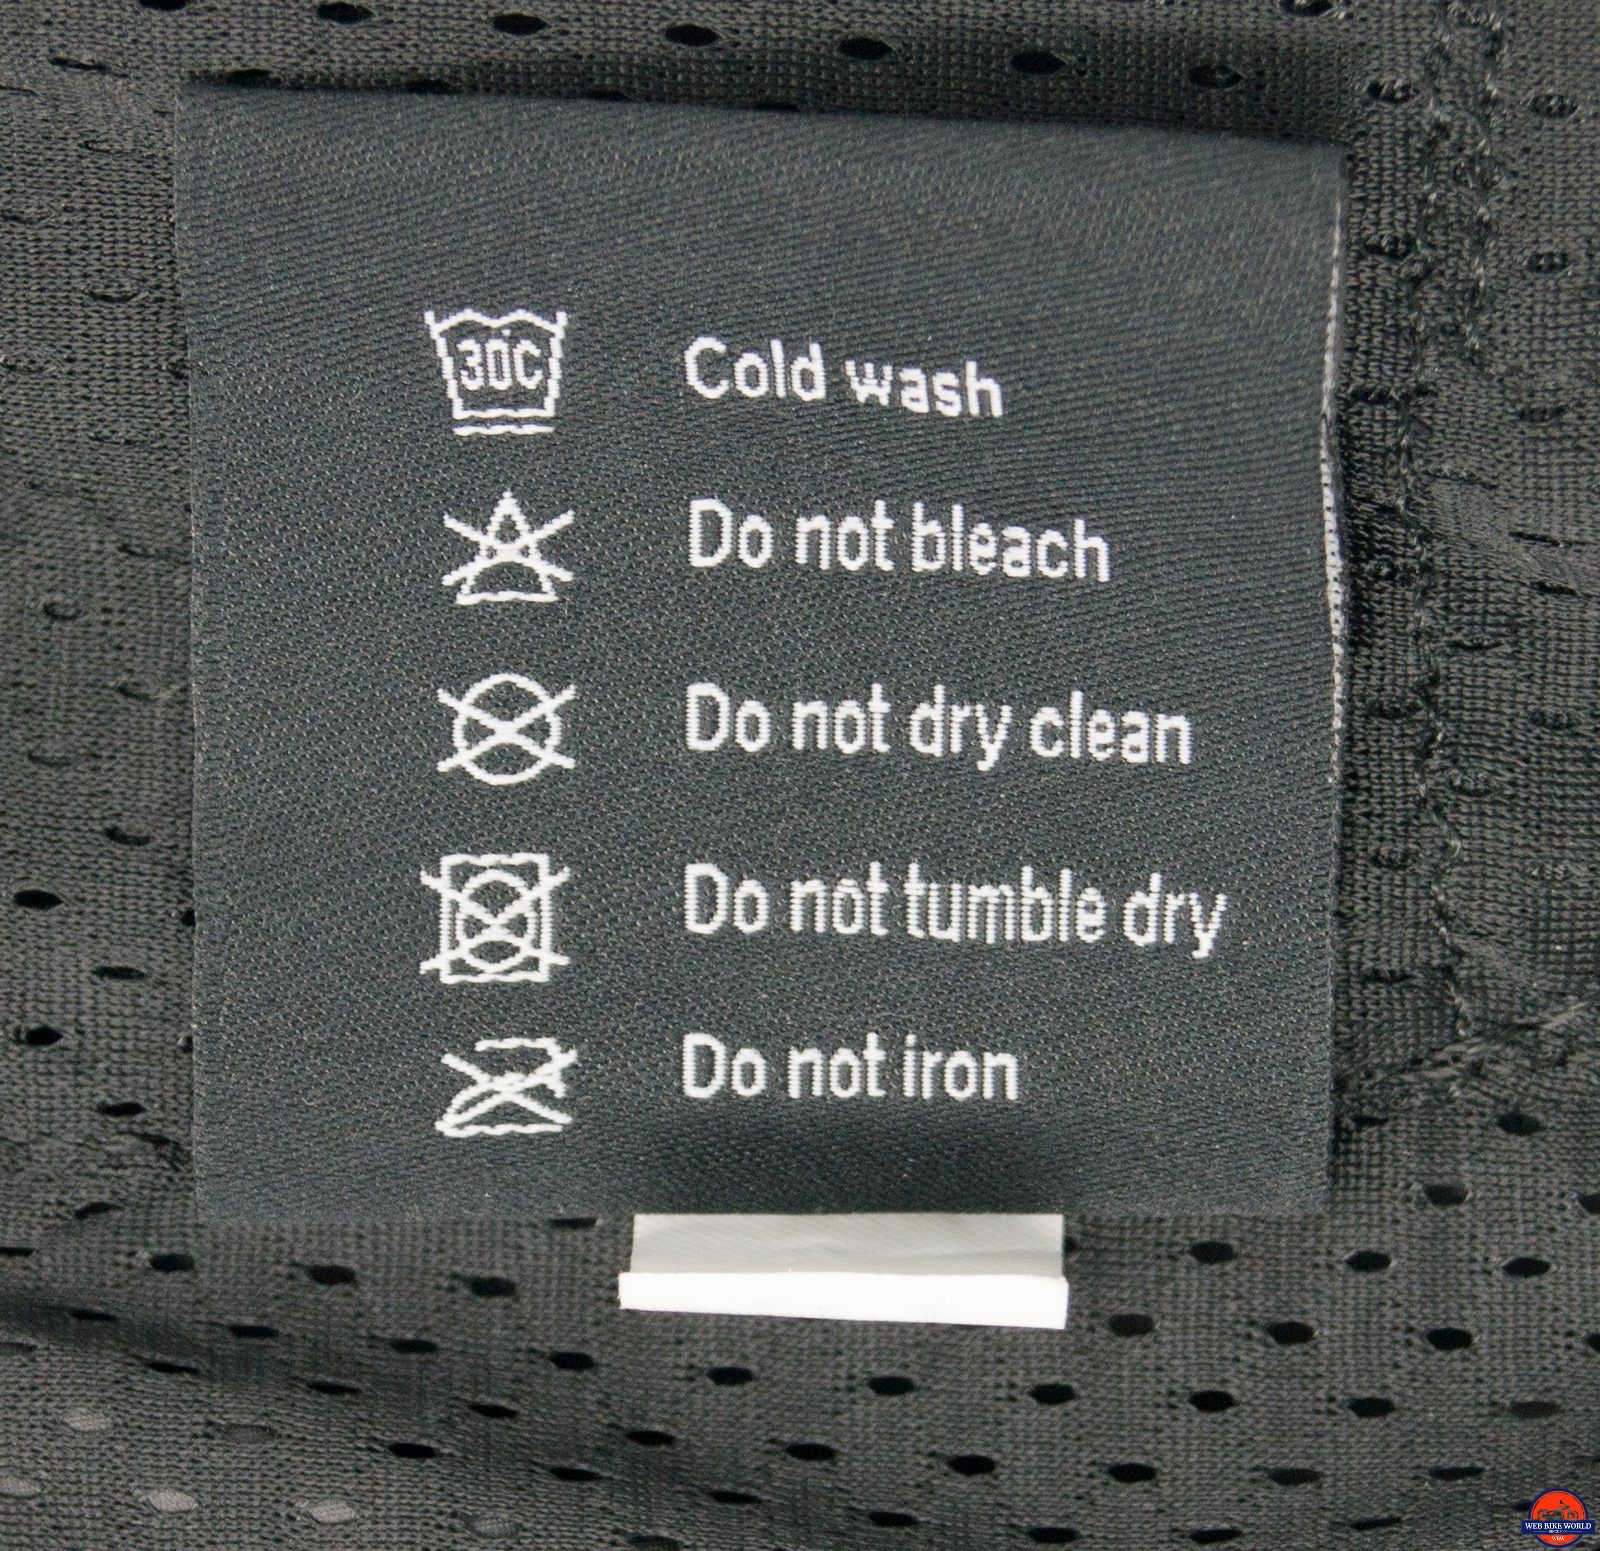 30C Cold wash
Do not bleach
Do not dry clean
Do not tumble dry
Do not iron
WEB BIKE WORLD